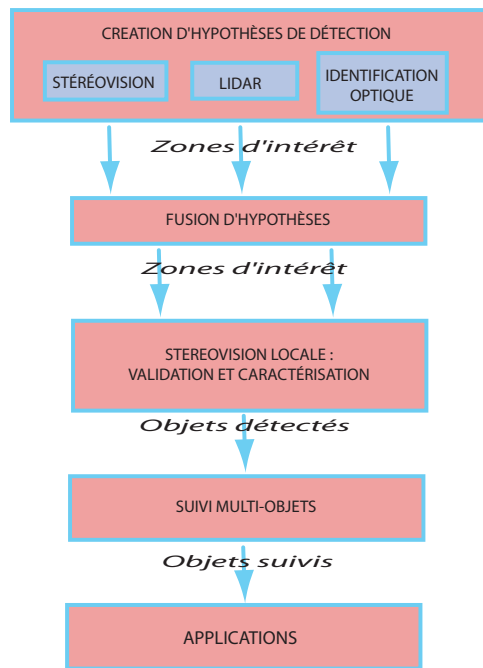 CREATION D'HYPOTHÈSES DE DÉTECTION
STÉRÉOVISION
LIDAR
IDENTIFICATION
OPTIQUE
Zones d'intérêt
FUSION D'HYPOTHÈSES
Zones d'intérêt
STEREOVISION LOCALE :
VALIDATION ET CARACTÉRISATION
Objets détectés
SUIVI MULTI-OBJETS
Objets suivis
APPLICATIONS